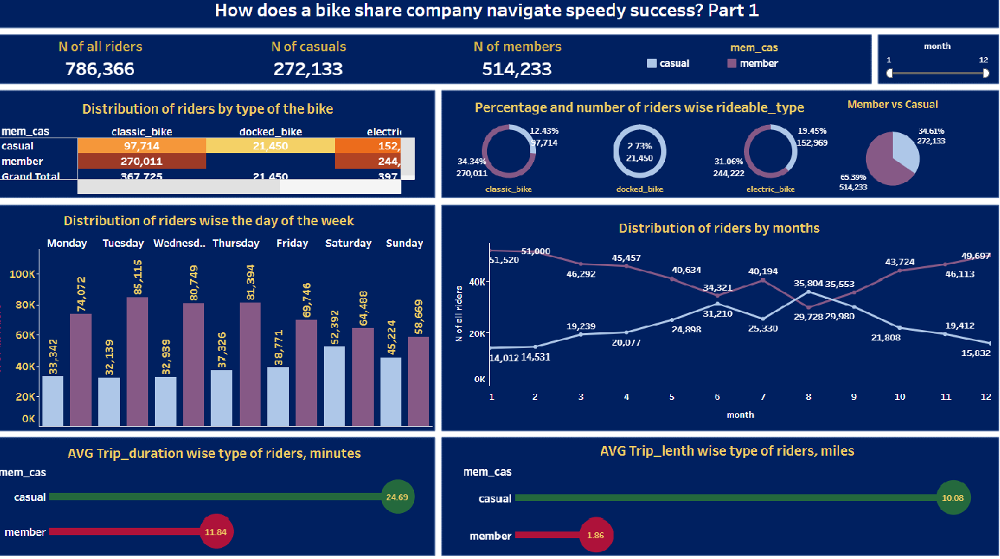 How does a bike share company navigate speedy success? Part 1
N of all riders
786,366
N of casuals
272,133
N of members
514,233
mem_cas
casual
member
month
1
12
Distribution of riders by type of the bike
mem_cas classic_bike docked_bike electric
casual 97,714 21,450 152,
member 270,011 244,
Grand Total 367,725 21,450 397
Percentage and number of riders wise rideable_type
Member vs Casual
12.43%
97,714
34.34%
270,011
classic_bike
2.73%
21,450
docked_bike
19.45%
152,969
31.06%
244,222
electric_bike
34.61%
272,133
65.39%
514,233
Distribution of riders wise the day of the week
Monday Tuesday Wednesd.. Thursday Friday Saturday Sunday
100K
80K
60K
40K
20K
0K
33,342
74,072
32,139
85,115
32,939
80,749
37,326
81,394
38,771
69,746
52,392
64,488
45,224
58,669
Distribution of riders by months
N of all riders
40K
20K
0K
51,520
51,000
46,292
45,457
40,634
34,321
40,194
35,804
35,553
43,724
46,113
49,697
14,012
14,531
19,239
20,077
24,898
31,210
25,330
29,728
29,980
21,808
19,412
15,832
1 2 3 4 5 6 7 8 9 10 11 12
month
AVG Trip_duration wise type of riders, minutes
mem_cas
casual 24.69
member 11.84
AVG Trip_lenth wise type of riders, miles
mem_cas
casual 10.08
member 1.86